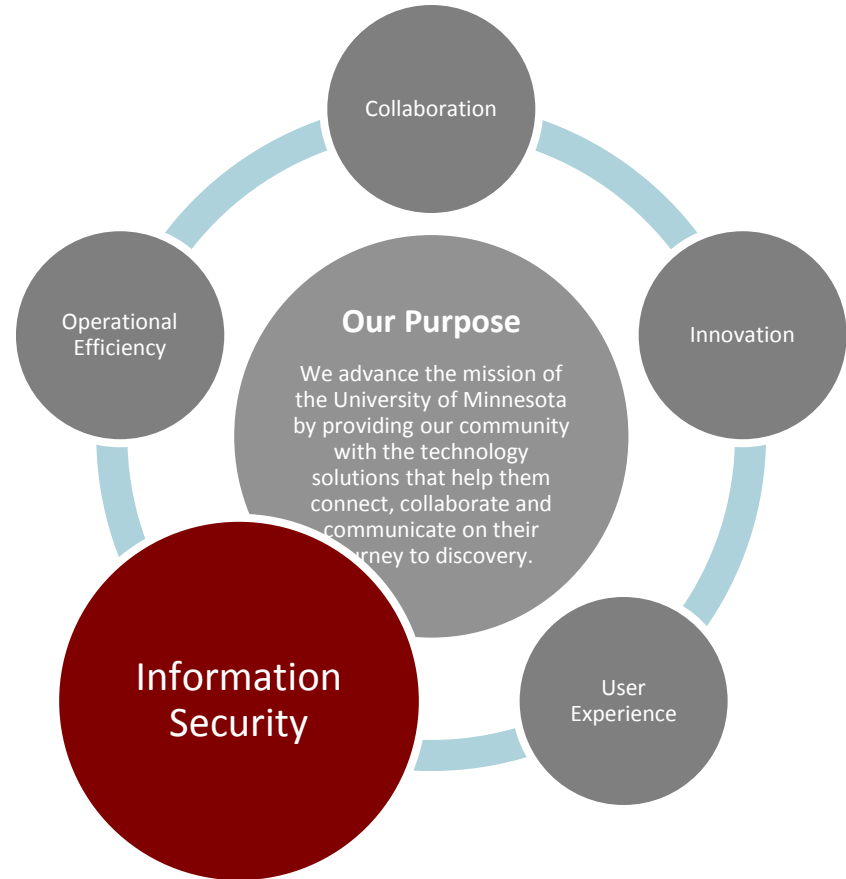 Collaboration
Operational
Efficiency
Innovation
Our Purpose
We advance the mission of
the University of Minnesota
by providing our community
with the technology
solutions that help them
connect, collaborate and
communicate on their
to discovery.
Information
Security
User
Experience